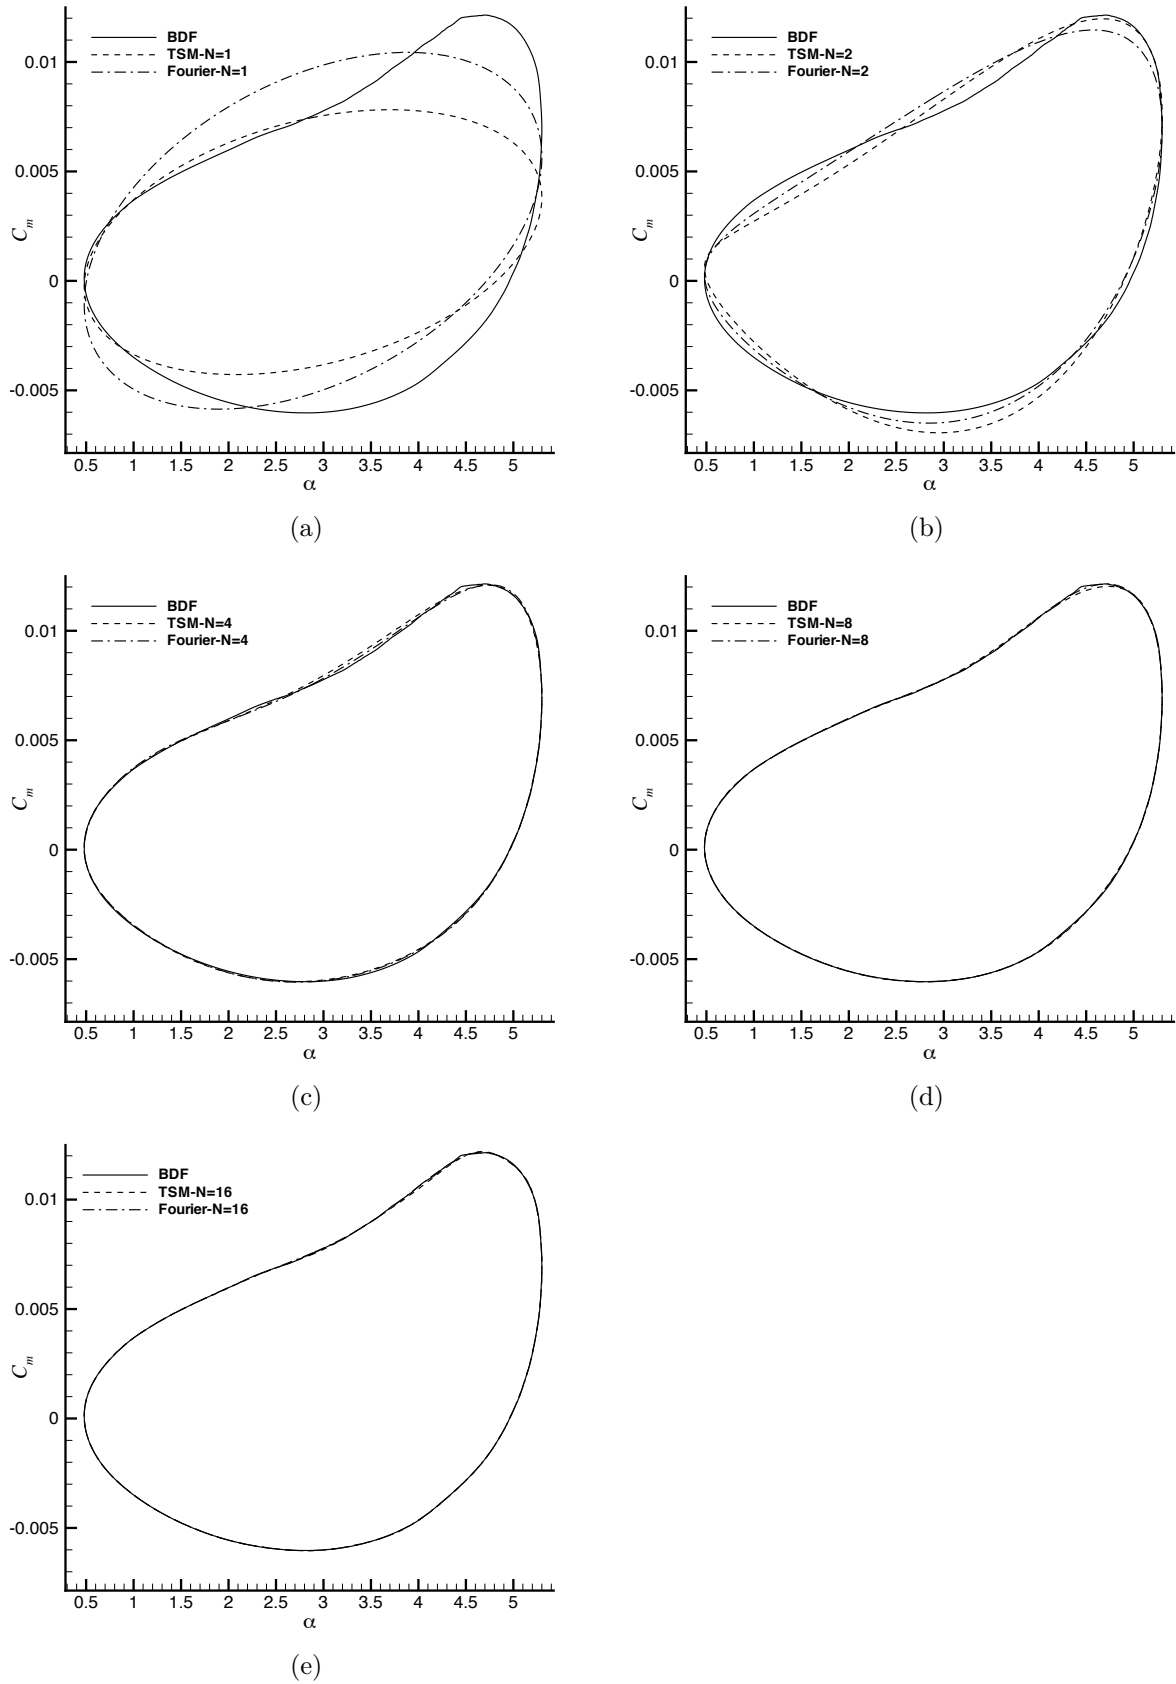 BDF
TSM-N=1
Fourier-N=1
0.01
0.005
0
-0.005
C_m
0.5 1 1.5 2 2.5 3 3.5 4 4.5 5
α
(a)
BDF
TSM-N=2
Fourier-N=2
0.01
0.005
0
-0.005
C_m
0.5 1 1.5 2 2.5 3 3.5 4 4.5 5
α
(b)
BDF
TSM-N=4
Fourier-N=4
0.01
0.005
0
-0.005
C_m
0.5 1 1.5 2 2.5 3 3.5 4 4.5 5
α
(c)
BDF
TSM-N=8
Fourier-N=8
0.01
0.005
0
-0.005
C_m
0.5 1 1.5 2 2.5 3 3.5 4 4.5 5
α
(d)
BDF
TSM-N=16
Fourier-N=16
0.01
0.005
0
-0.005
C_m
0.5 1 1.5 2 2.5 3 3.5 4 4.5 5
α
(e)